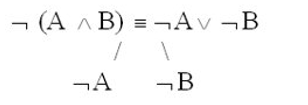 ¬ (A ∧ B) ≡ ¬A ∨ ¬B
/ \
¬A ¬B